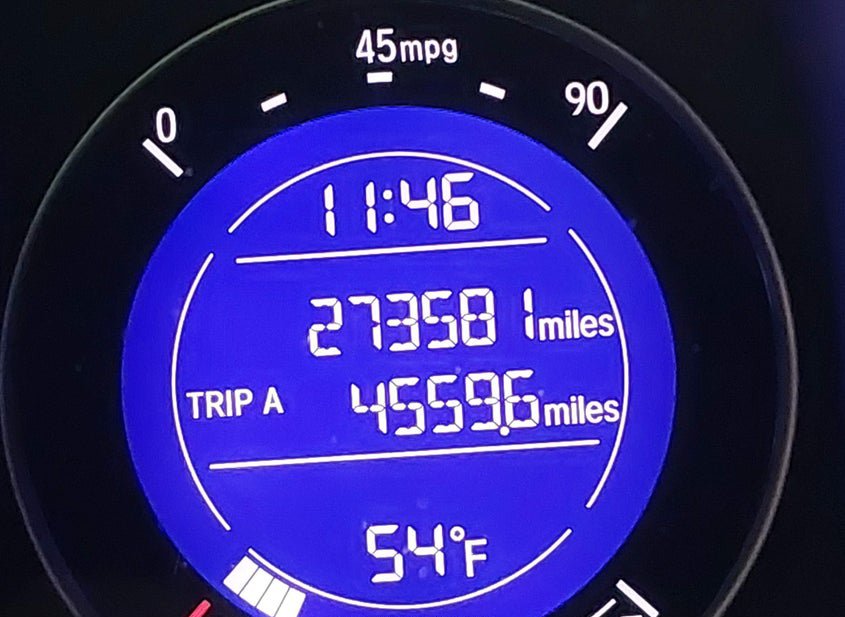 45mpg
0
90
11:46
273581miles
TRIP A 4559.6miles
54°F